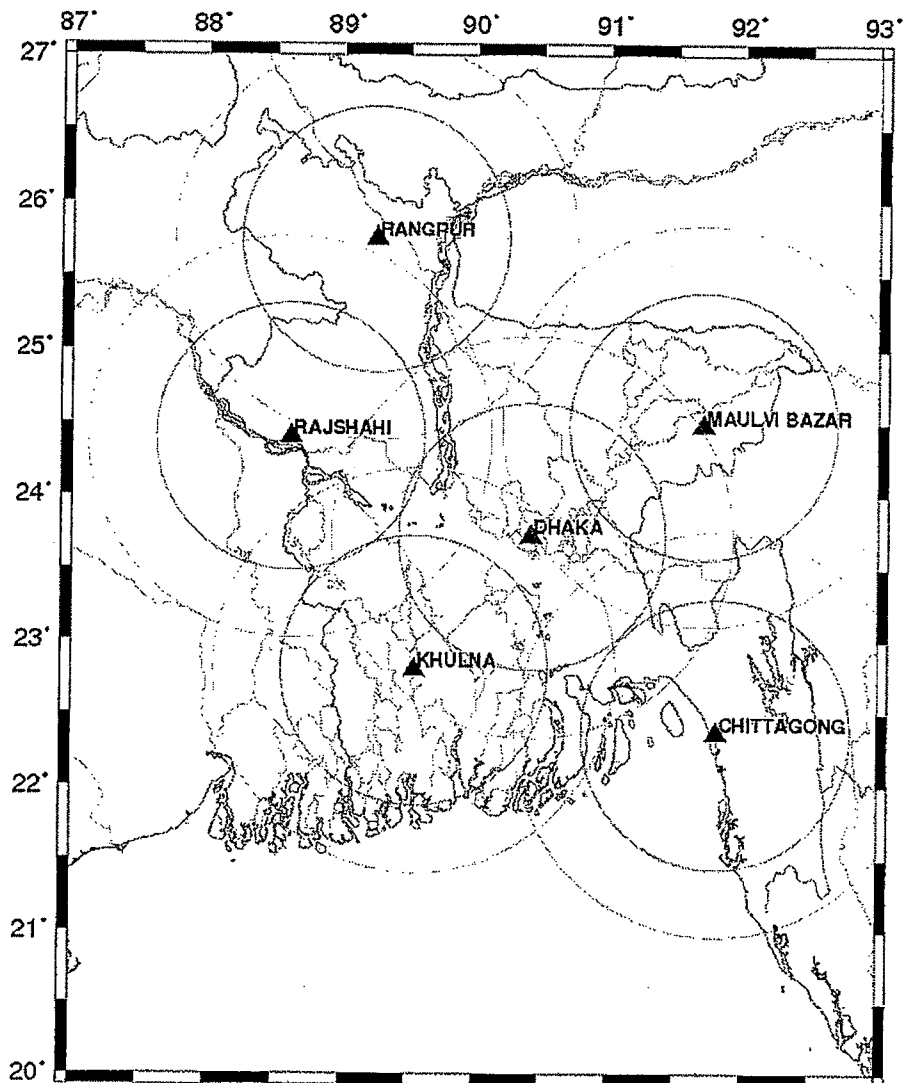 87° 88° 89° 90° 91° 92° 93°
27°
26°
RANGPUR
25°
MAULVI BAZAR
RAJSHAHI
24°
DHAKA
23°
KHULNA
CHITTAGONG
22°
21°
20°